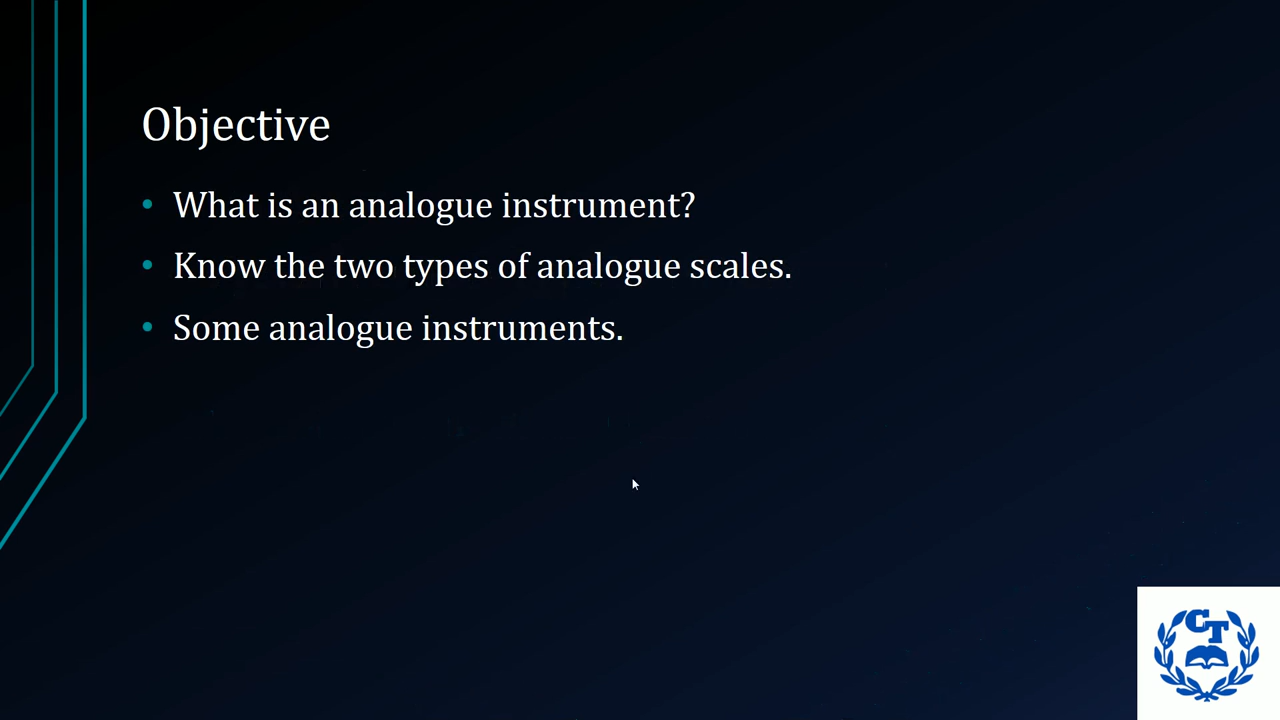 Objective
• What is an analogue instrument?
• Know the two types of analogue scales.
• Some analogue instruments.
CT